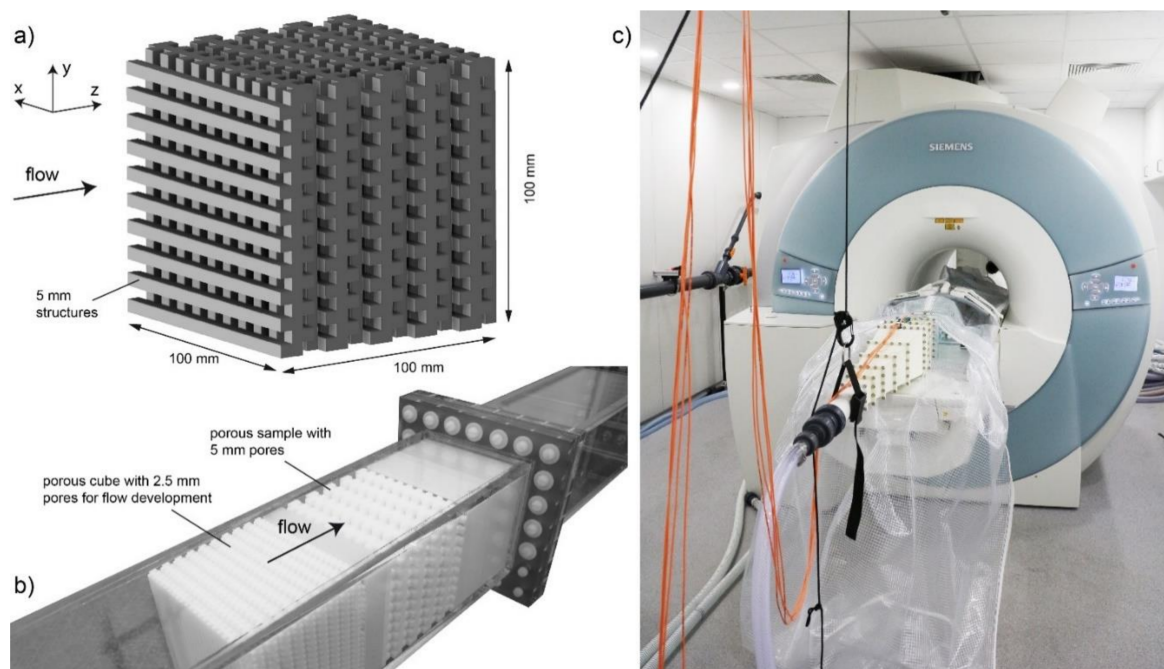 a)
y
x
z
flow
5 mm
structures
100 mm
100 mm
100 mm
porous sample with
5 mm pores
porous cube with 2.5 mm
pores for flow development
flow
b)
c)
SIEMENS